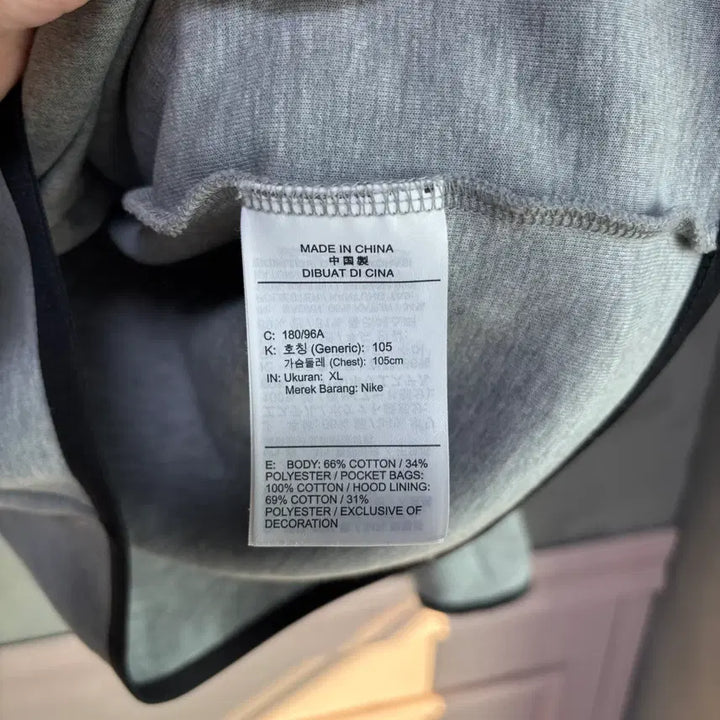 MADE IN CHINA
中国製
DIBUAT DI CINA
C: 180/96A
K: 호칭 (Generic): 105
가슴둘레 (Chest): 105cm
IN: Ukuran: XL
Merek Barang: Nike
E: BODY: 66% COTTON / 34%
POLYESTER / POCKET BAGS:
100% COTTON / HOOD LINING:
69% COTTON / 31%
POLYESTER / EXCLUSIVE OF
DECORATION